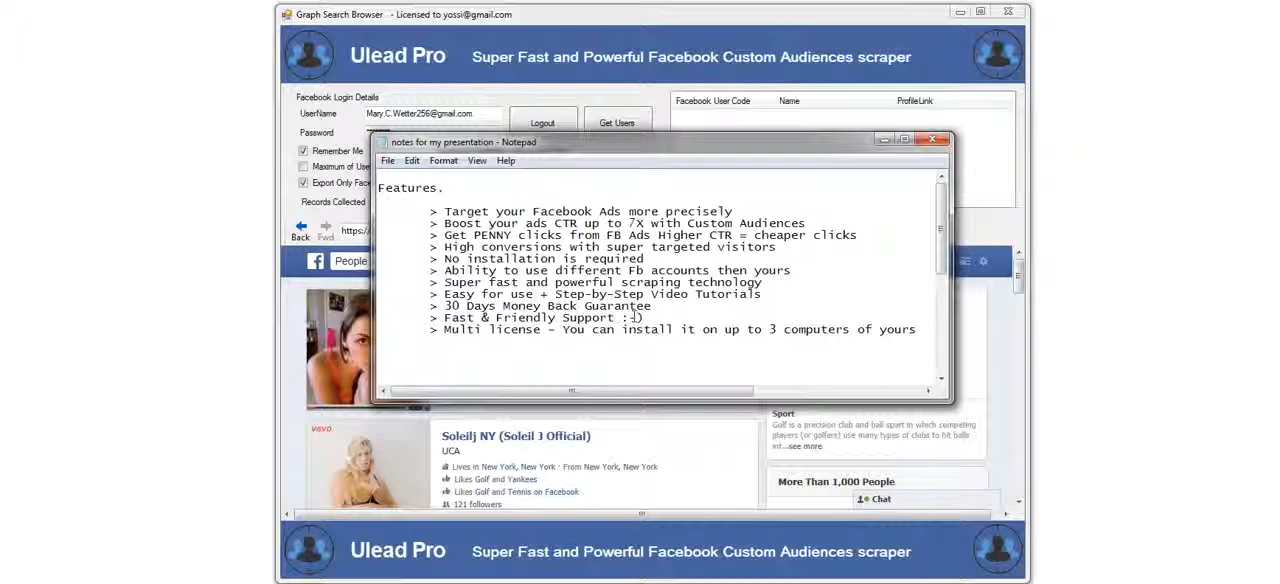 Graph Search Browser - Licensed to yossi@gmail.com
Ulead Pro Super Fast and Powerful Facebook Custom Audiences scraper
Facebook Login Details
UserName Mary.C.Wetter256@gmail.com
Password
Logout
Get Users
Facebook User Code Name ProfileLink
Remember Me
Maximum of
Export Only
Records Collected
Back Fwd https:/
notes for my presentation - Notepad
File Edit Format View Help
Features.
> Target your Facebook Ads more precisely
> Boost your ads CTR up to 7X with Custom Audiences
> Get PENNY clicks from FB Ads Higher CTR = cheaper clicks
> High conversions with super targeted visitors
> No installation is required
> Ability to use different Fb accounts then yours
> Super fast and powerful scraping technology
> Easy for use + Step-by-Step Video Tutorials
> 30 Days Money Back Guarantee
> Fast & Friendly Support :-)
> Multi license - You can install it on up to 3 computers of yours
People
vevo
Soleilj NY (Soleil J Official)
UCA
Lives in New York, New York · From New York, New York
Likes Golf and Yankees
Likes Golf and Tennis on Facebook
121 followers
Sport
Golf is a precision club and ball sport in which competing
players (or golfers) use many types of clubs to hit balls
int...see more
More Than 1,000 People
Chat
Ulead Pro Super Fast and Powerful Facebook Custom Audiences scraper